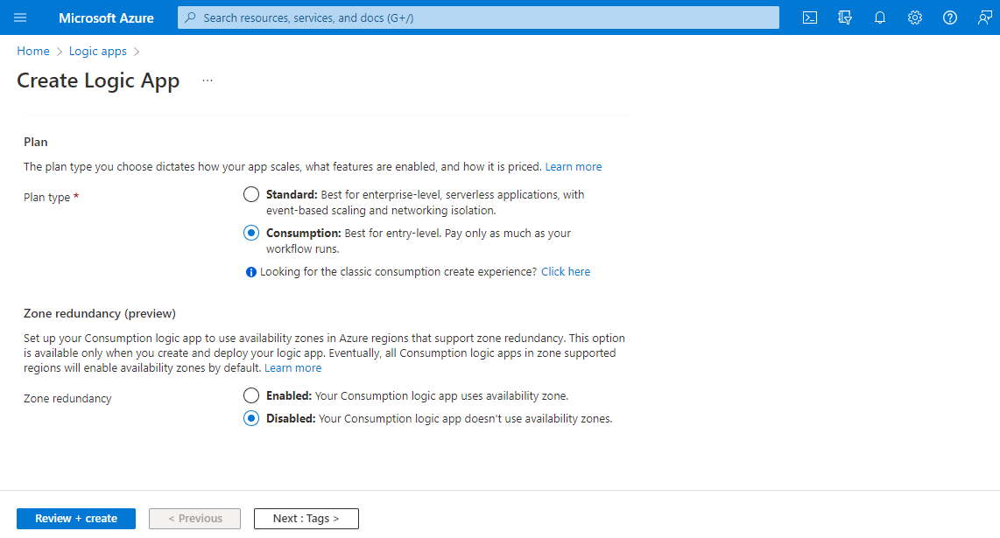 Microsoft Azure
Search resources, services, and docs (G+/)
Home > Logic apps >
Create Logic App ...
Plan
The plan type you choose dictates how your app scales, what features are enabled, and how it is priced. Learn more
Plan type *
Standard: Best for enterprise-level, serverless applications, with
event-based scaling and networking isolation.
Consumption: Best for entry-level. Pay only as much as your
workflow runs.
Looking for the classic consumption create experience? Click here
Zone redundancy (preview)
Set up your Consumption logic app to use availability zones in Azure regions that support zone redundancy. This option
is available only when you create and deploy your logic app. Eventually, all Consumption logic apps in zone supported
regions will enable availability zones by default. Learn more
Zone redundancy
Enabled: Your Consumption logic app uses availability zone.
Disabled: Your Consumption logic app doesn't use availability zones.
Review + create
< Previous
Next : Tags >